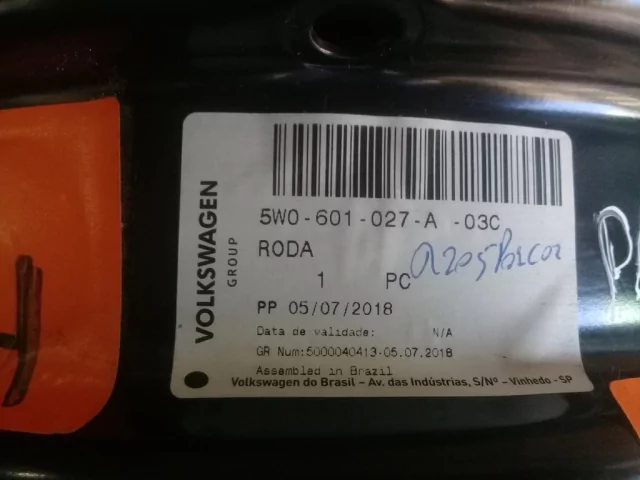 VOLKSWAGEN
GROUP
5W0-601-027-A -03C
RODA
1 PC
PP 05/07/2018
Data de validade: N/A
GR Num:5000040413-05.07.2018
Assembled in Brazil
Volkswagen do Brasil – Av. das Indústrias, S/Nº – Vinhedo - SP